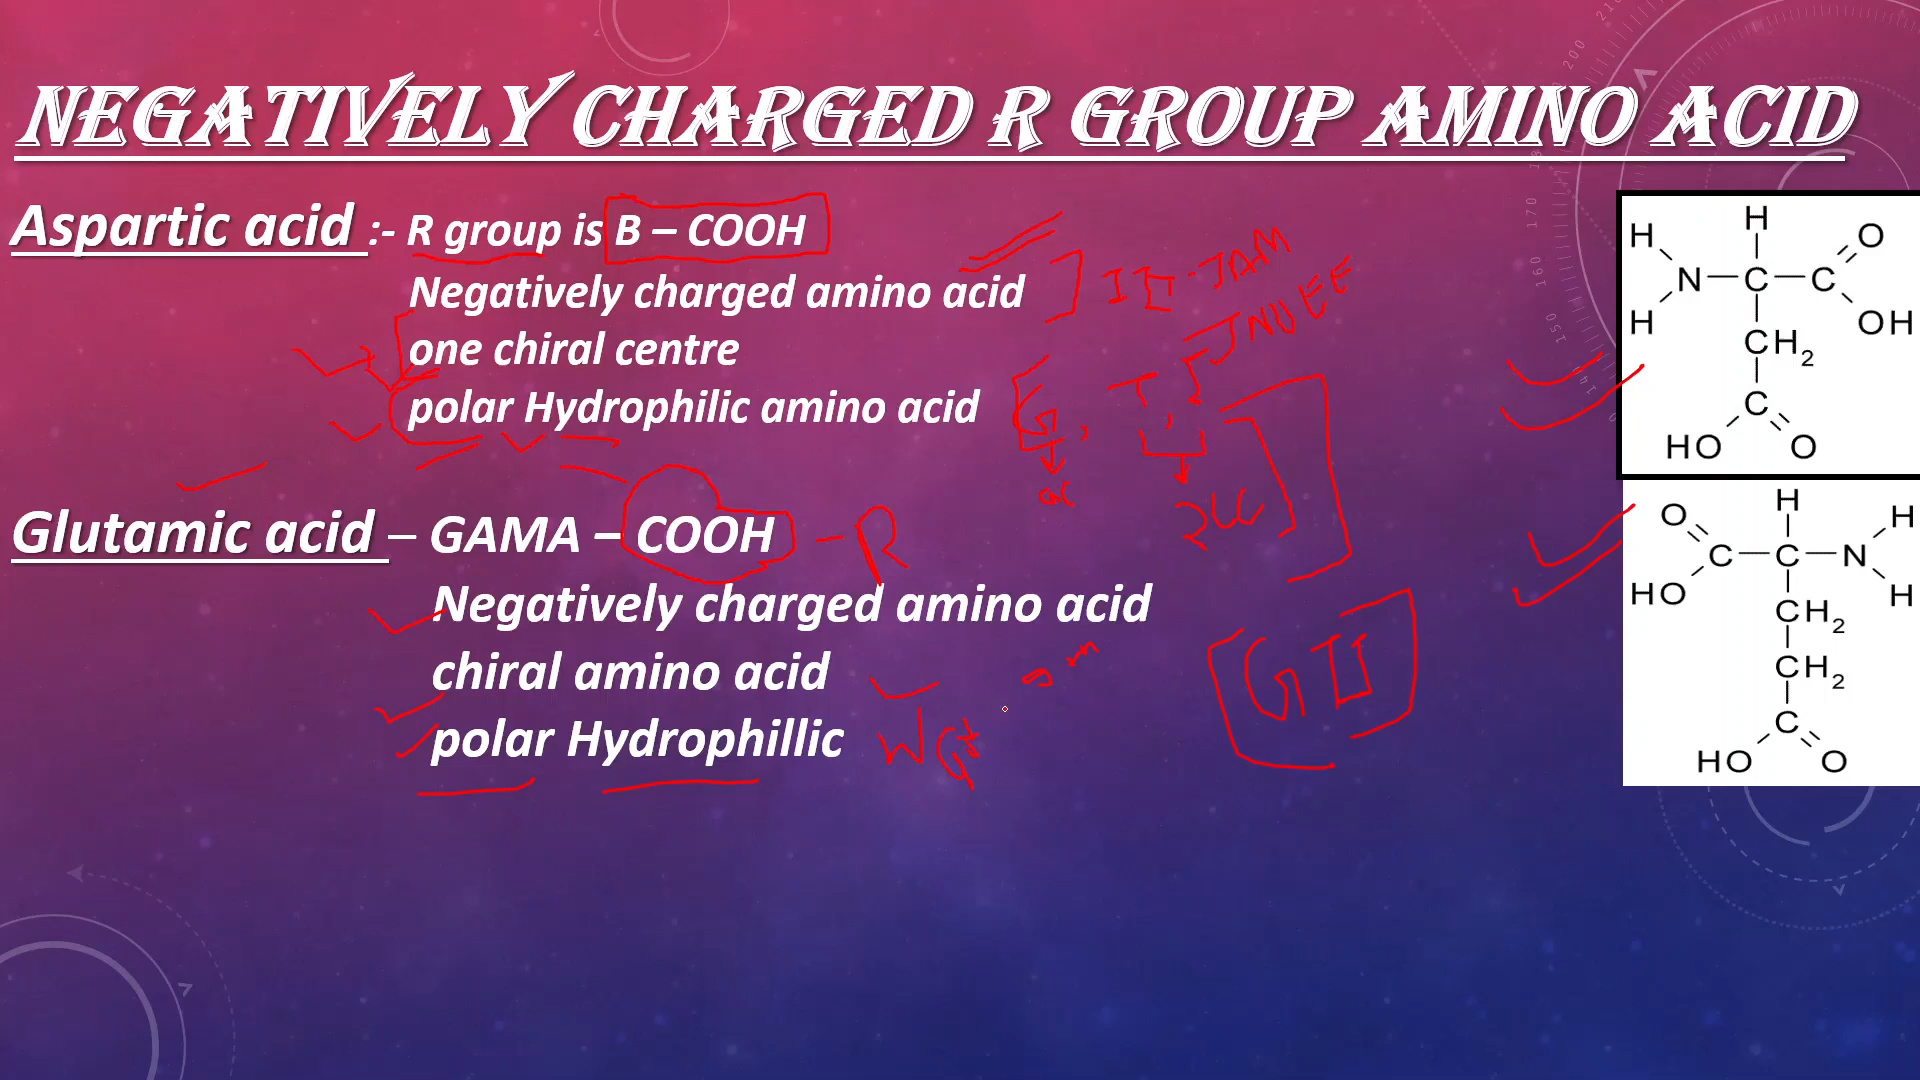 NEGATIVELY CHARGED R GROUP AMINO ACID
Aspartic acid :- R group is B – COOH
Negatively charged amino acid
one chiral centre
polar Hydrophilic amino acid
IIT-JAM
G, T, I
Glutamic acid – GAMA – COOH – R
Negatively charged amino acid
chiral amino acid
polar Hydrophillic
H H O
N C C
H OH
CH2
C
HO O
O H H
C C N
HO H
CH2
CH2
C
HO O